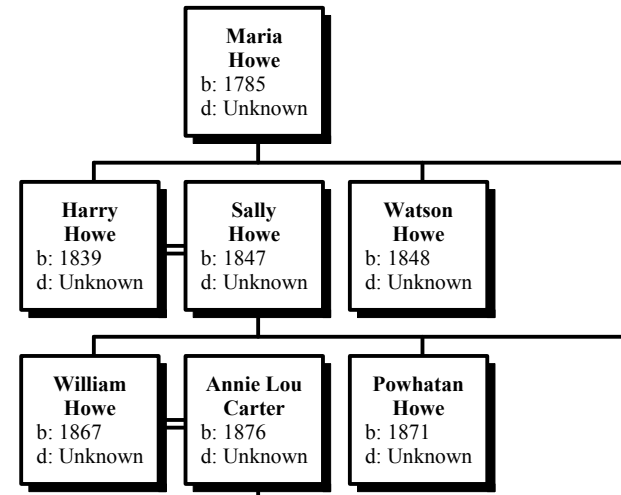 Maria
Howe
b: 1785
d: Unknown
Harry
Howe
b: 1839
d: Unknown
Sally
Howe
b: 1847
d: Unknown
Watson
Howe
b: 1848
d: Unknown
William
Howe
b: 1867
d: Unknown
Annie Lou
Carter
b: 1876
d: Unknown
Powhatan
Howe
b: 1871
d: Unknown